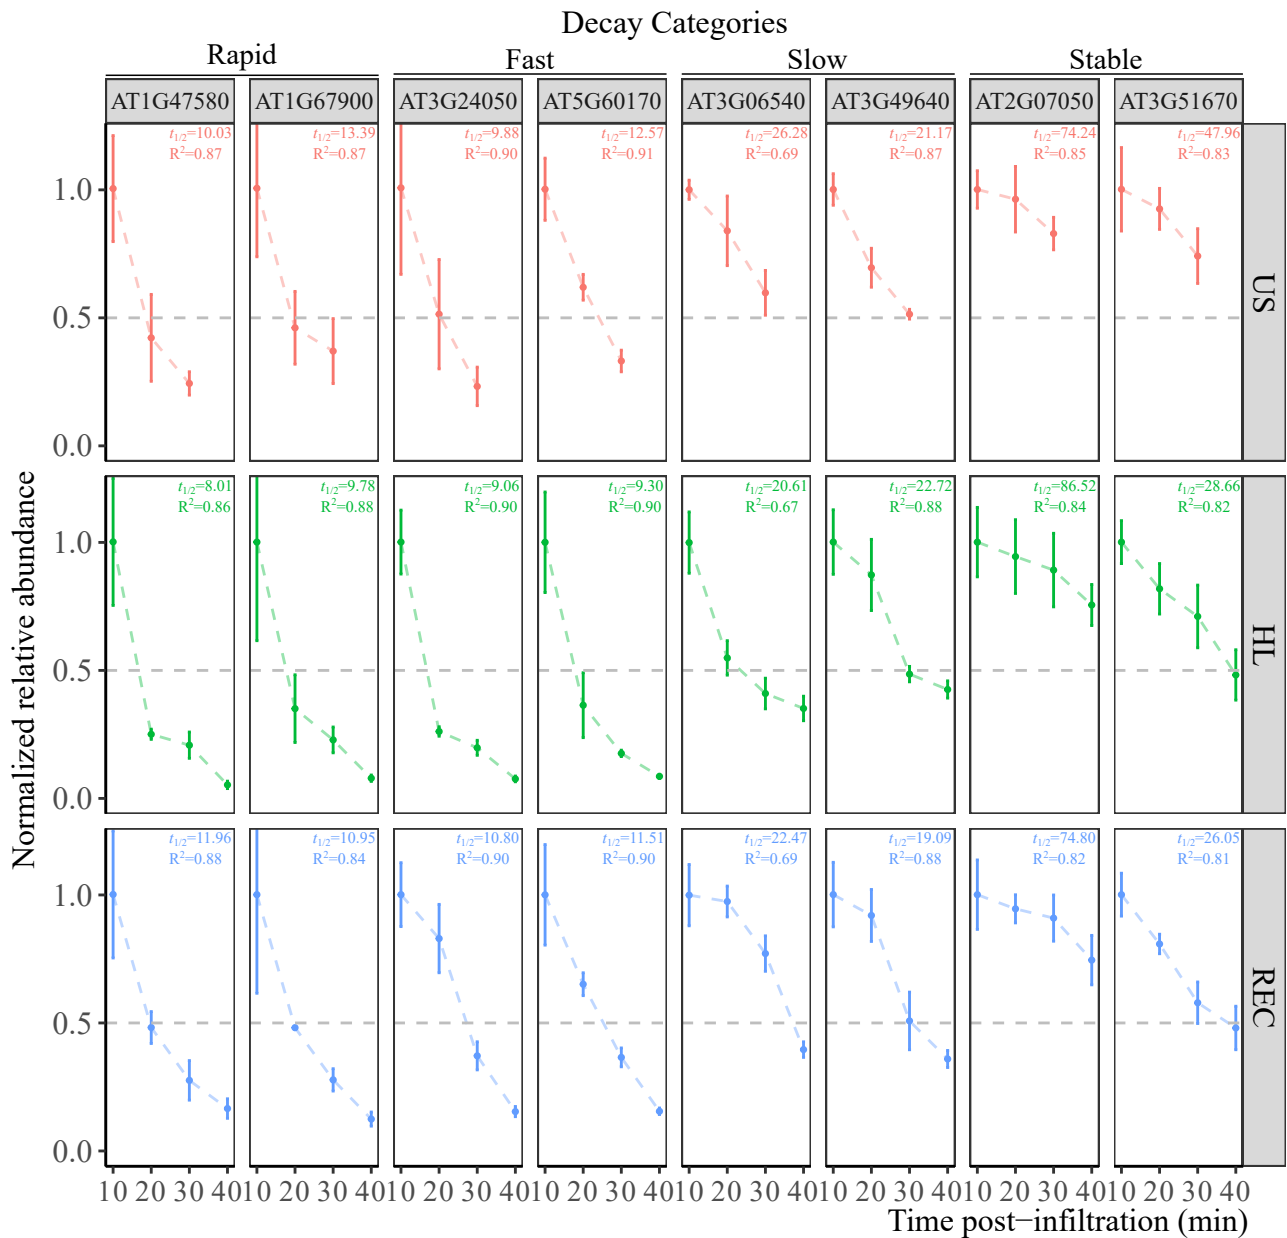 Decay Categories
Rapid Fast Slow Stable
AT1G47580 AT1G67900 AT3G24050 AT5G60170 AT3G06540 AT3G49640 AT2G07050 AT3G51670
t1/2=10.03 t1/2=13.39 t1/2=9.88 t1/2=12.57 t1/2=26.28 t1/2=21.17 t1/2=74.24 t1/2=47.96
R2=0.87 R2=0.87 R2=0.90 R2=0.91 R2=0.69 R2=0.87 R2=0.85 R2=0.83
1.0
0.5
0.0
US
t1/2=8.01 t1/2=9.78 t1/2=9.06 t1/2=9.30 t1/2=20.61 t1/2=22.72 t1/2=86.52 t1/2=28.66
R2=0.86 R2=0.88 R2=0.90 R2=0.90 R2=0.67 R2=0.88 R2=0.84 R2=0.82
1.0
0.5
0.0
HL
Normalized relative abundance
t1/2=11.96 t1/2=10.95 t1/2=10.80 t1/2=11.51 t1/2=22.47 t1/2=19.09 t1/2=74.80 t1/2=26.05
R2=0.88 R2=0.84 R2=0.90 R2=0.90 R2=0.69 R2=0.88 R2=0.82 R2=0.81
1.0
0.5
0.0
REC
10 20 30 40 10 20 30 40 10 20 30 40 10 20 30 40 10 20 30 40 10 20 30 40 10 20 30 40 10 20 30 40
Time post−infiltration (min)